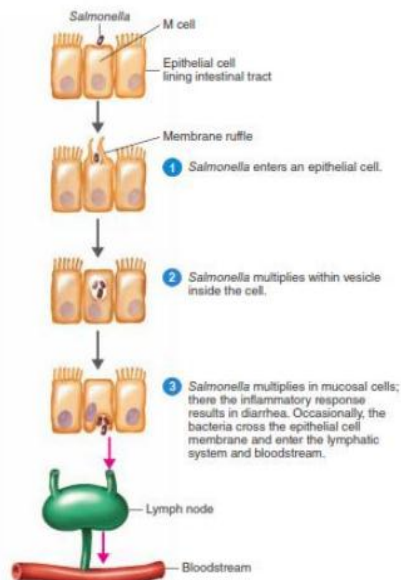 Salmonella
M cell
Epithelial cell
lining intestinal tract
Membrane ruffle
1 Salmonella enters an epithelial cell.
2 Salmonella multiplies within vesicle
inside the cell.
3 Salmonella multiplies in mucosal cells;
there the inflammatory response
results in diarrhea. Occasionally, the
bacteria cross the epithelial cell
membrane and enter the lymphatic
system and bloodstream.
Lymph node
Bloodstream